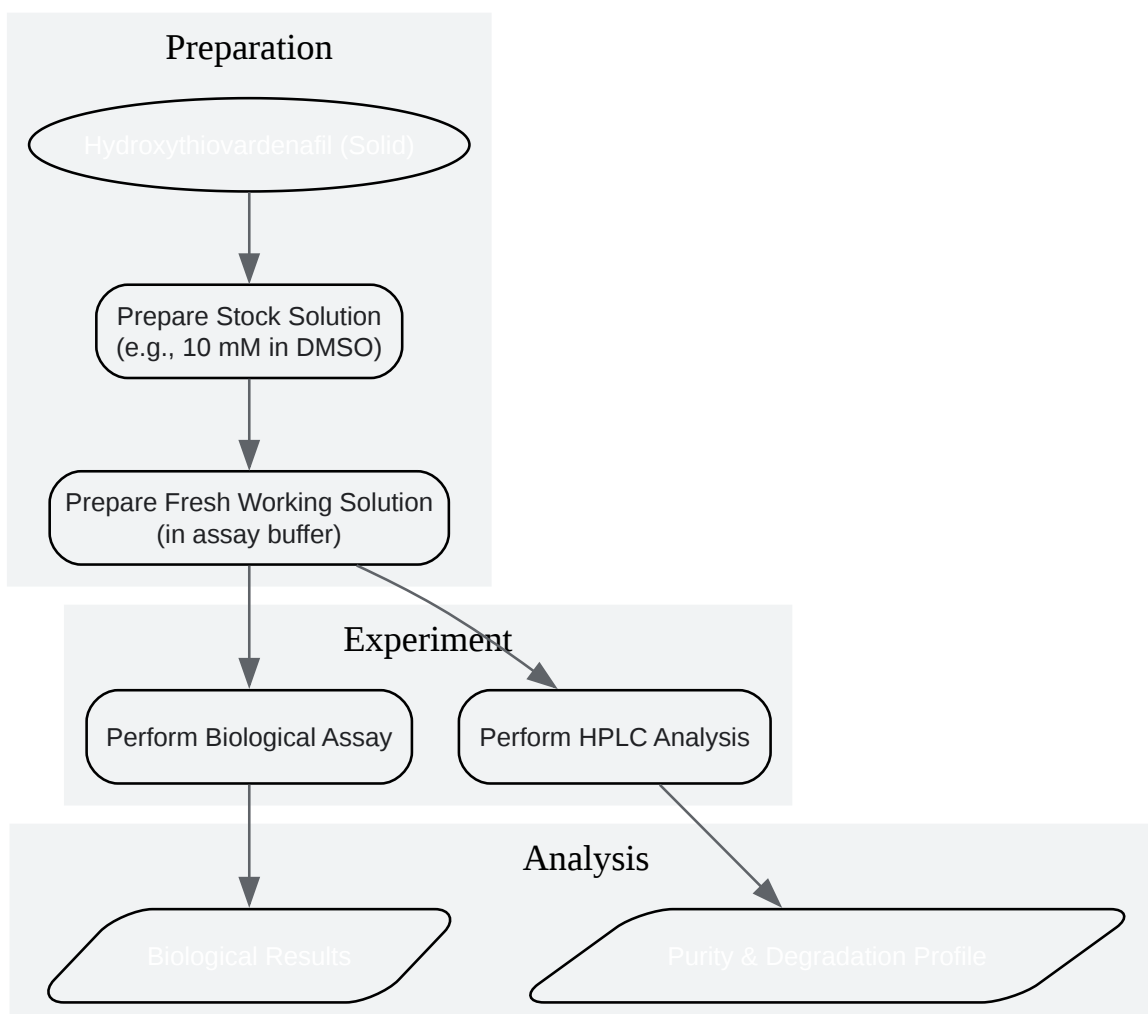 Preparation
Hydroxythiovardenafil (Solid)
Prepare Stock Solution
(e.g., 10 mM in DMSO)
Prepare Fresh Working Solution
(in assay buffer)
Experiment
Perform Biological Assay
Perform HPLC Analysis
Analysis
Biological Results
Purity & Degradation Profile